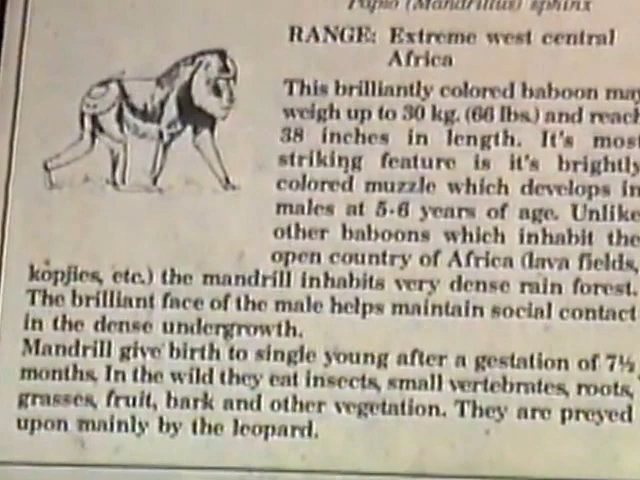 Papio (Mandrillus) sphinx
RANGE: Extreme west central
Africa
This brilliantly colored baboon may
weigh up to 30 kg. (66 lbs.) and reach
38 inches in length. It's most
striking feature is it's brightly
colored muzzle which develops in
males at 5-6 years of age. Unlike
other baboons which inhabit the
open country of Africa (lava fields,
kopjies, etc.) the mandrill inhabits very dense rain forest.
The brilliant face of the male helps maintain social contact
in the dense undergrowth.
Mandrill give birth to single young after a gestation of 7½
months. In the wild they eat insects, small vertebrates, roots,
grasses, fruit, bark and other vegetation. They are preyed
upon mainly by the leopard.